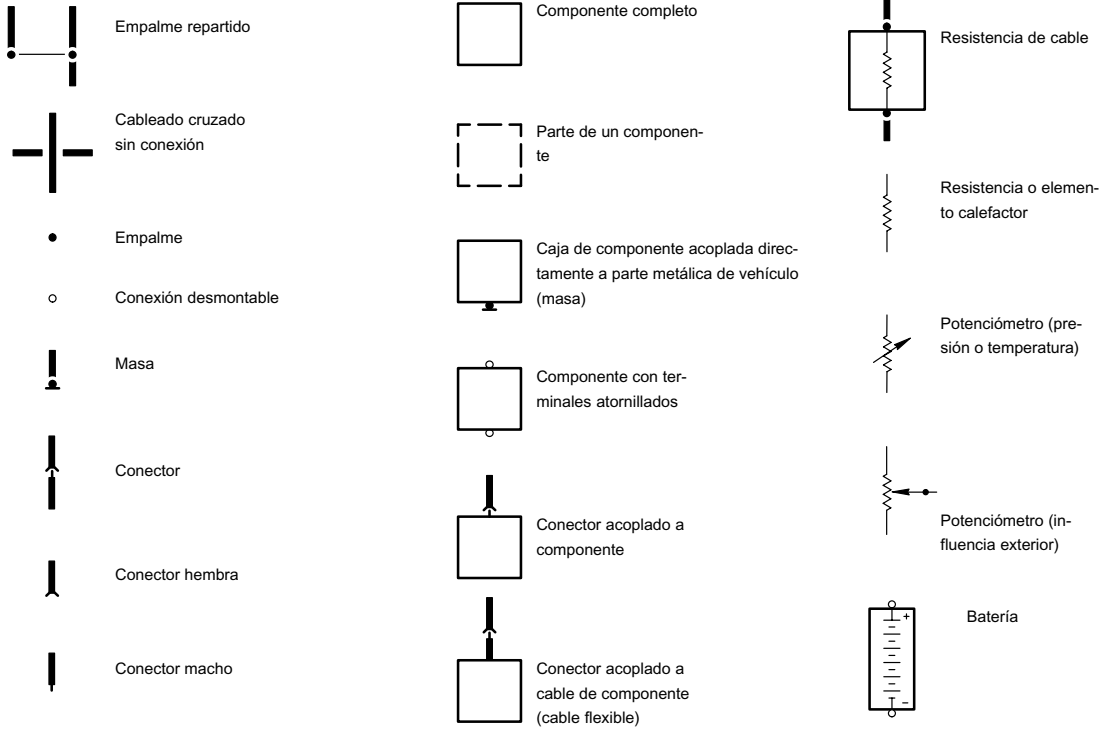 Empalme repartido
Cableado cruzado
sin conexión
Empalme
Conexión desmontable
Masa
Conector
Conector hembra
Conector macho
Componente completo
Parte de un componen-
te
Caja de componente acoplada direc-
tamente a parte metálica de vehículo
(masa)
Componente con ter-
minales atornillados
Conector acoplado a
componente
Conector acoplado a
cable de componente
(cable flexible)
Resistencia de cable
Resistencia o elemen-
to calefactor
Potenciómetro (pre-
sión o temperatura)
Potenciómetro (in-
fluencia exterior)
Batería
+
−